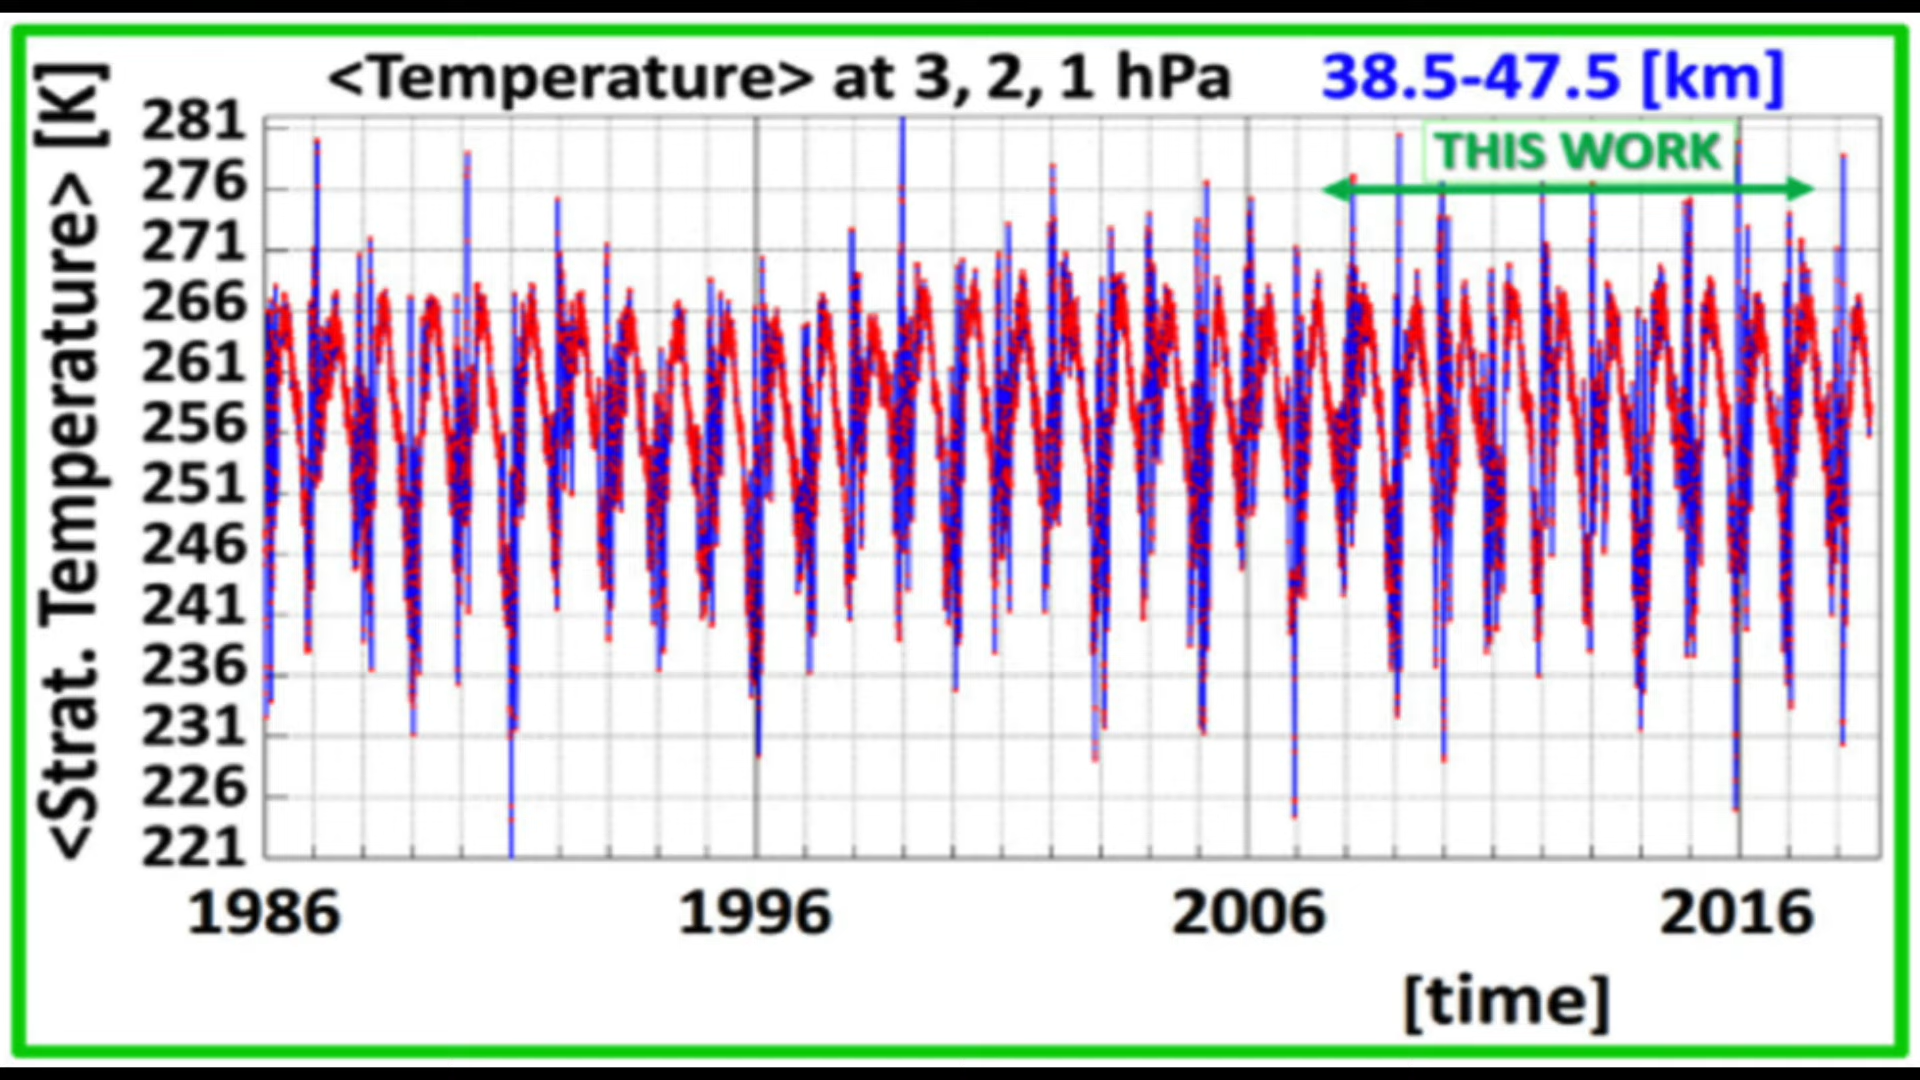 <Temperature> at 3, 2, 1 hPa 38.5-47.5 [km]
THIS WORK
<Strat. Temperature> [K]
281
276
271
266
261
256
251
246
241
236
231
226
221
1986 1996 2006 2016
[time]